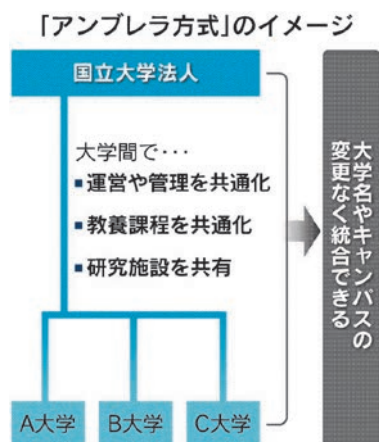 「アンブレラ方式」のイメージ
国立大学法人
大学間で・・・
■運営や管理を共通化
■教養課程を共通化
■研究施設を共有
A大学
B大学
C大学
大学名やキャンパスの
変更なく統合できる